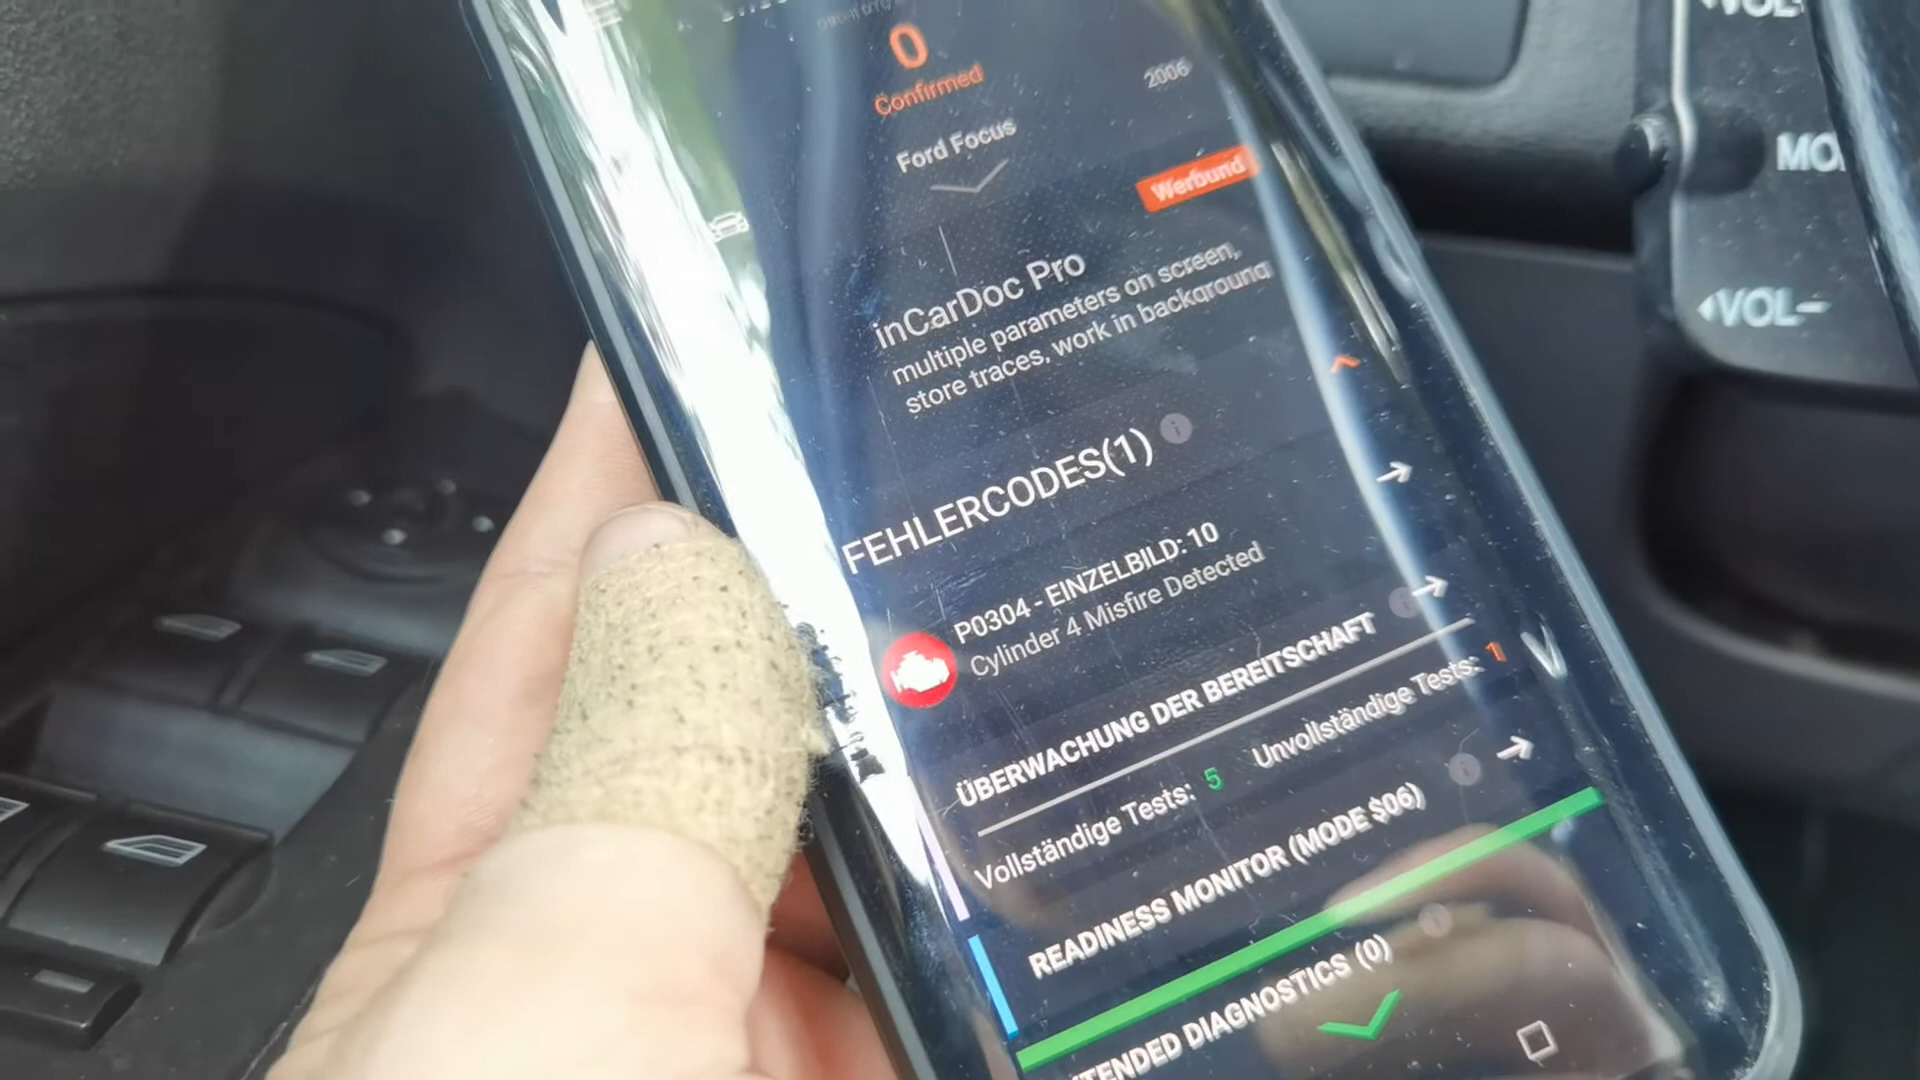 0
Confirmed
Ford Focus
2006
Werbund
inCarDoc Pro
multiple parameters on screen,
store traces, work in background
FEHLERCODES(1)
P0304 - EINZELBILD: 10
Cylinder 4 Misfire Detected
ÜBERWACHUNG DER BEREITSCHAFT
Vollständige Tests: 5 Unvollständige Tests: 1
READINESS MONITOR (MODE $06)
TENDED DIAGNOSTICS (0)
VOL-